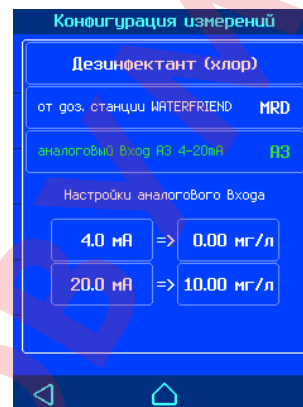 Конфигурация измерений
Дезинфектант (хлор)
от доз. станции WATERFRIEND MRD
аналоговый Вход А3 4-20mA А3
Настройки аналогового Входа
4.0 мА => 0.00 мг/л
20.0 мА => 10.00 мг/л